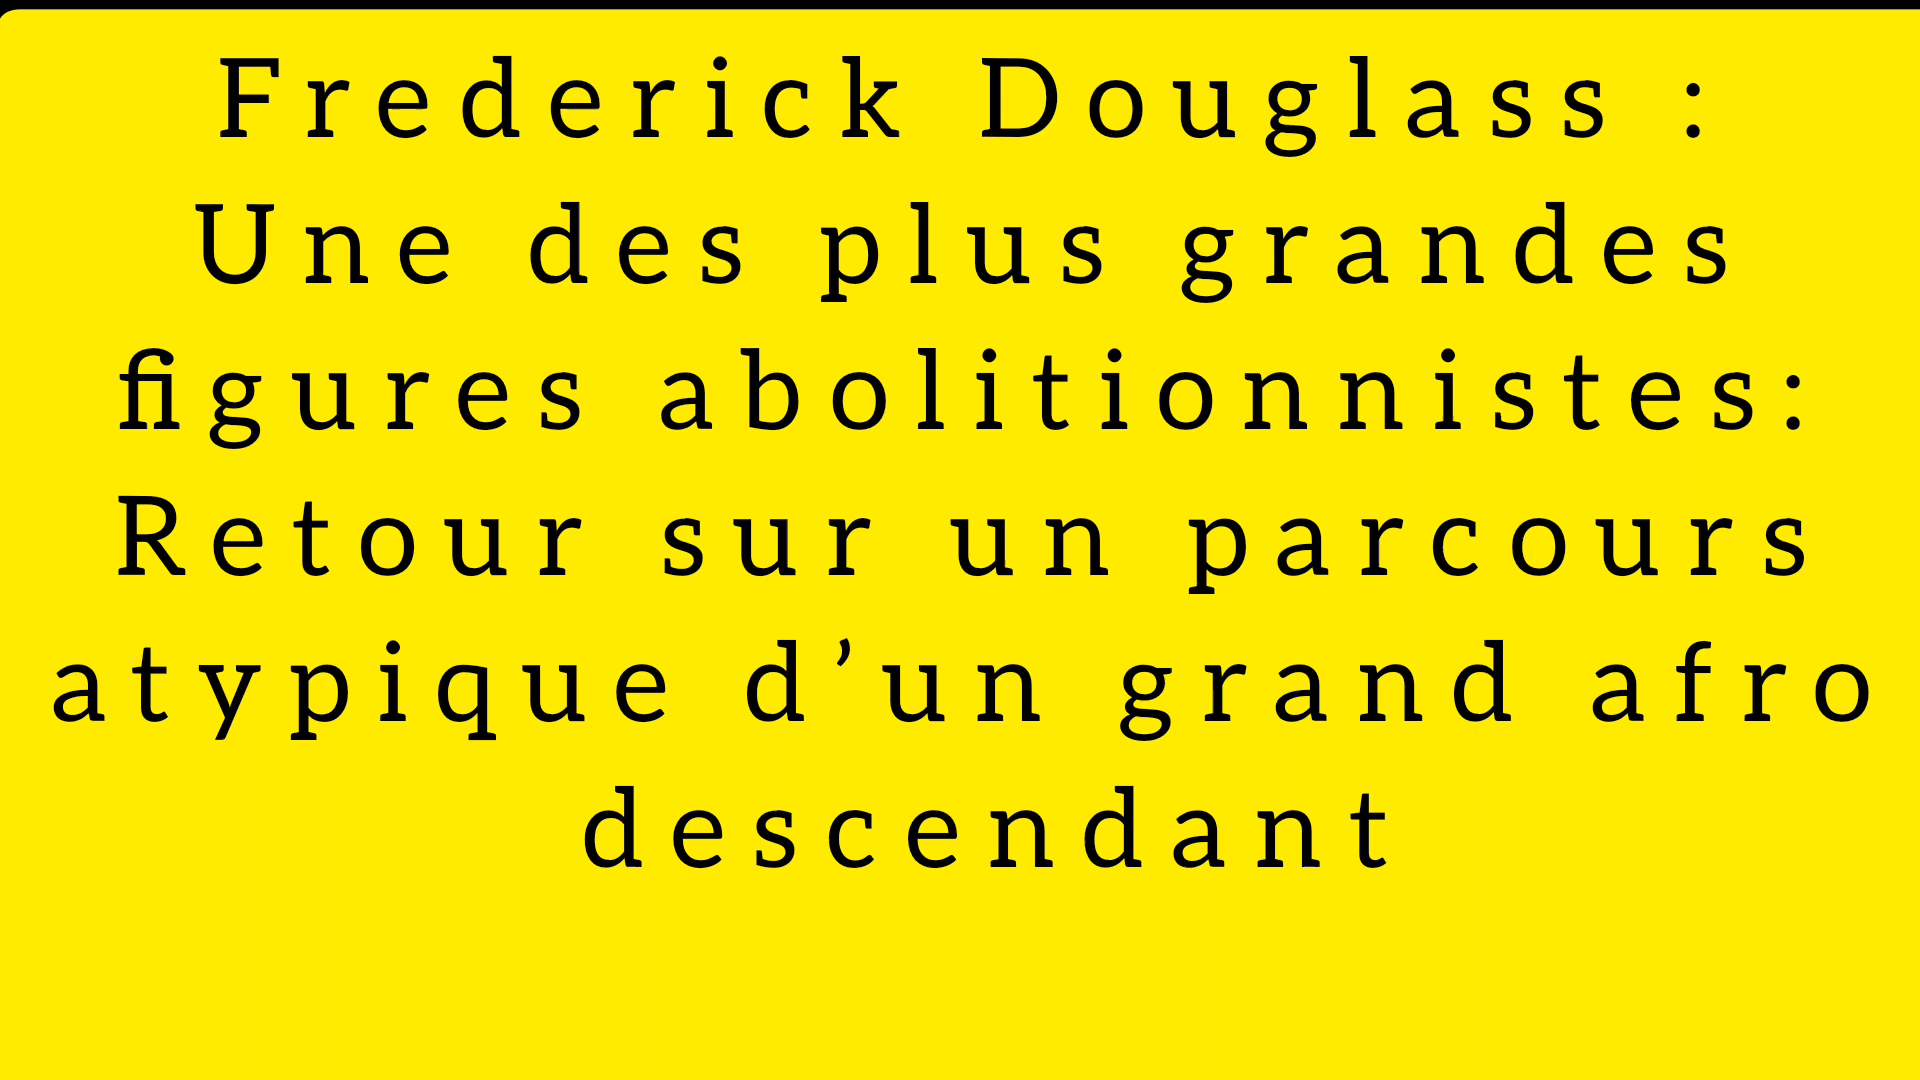 Frederick Douglass :
Une des plus grandes
figures abolitionnistes:
Retour sur un parcours
atypique d’un grand afro
descendant